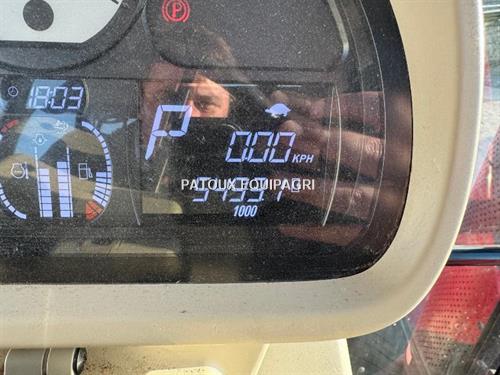 18:03
P
P
0.00 KPH
PATOUX EQUIPAGRI
1000